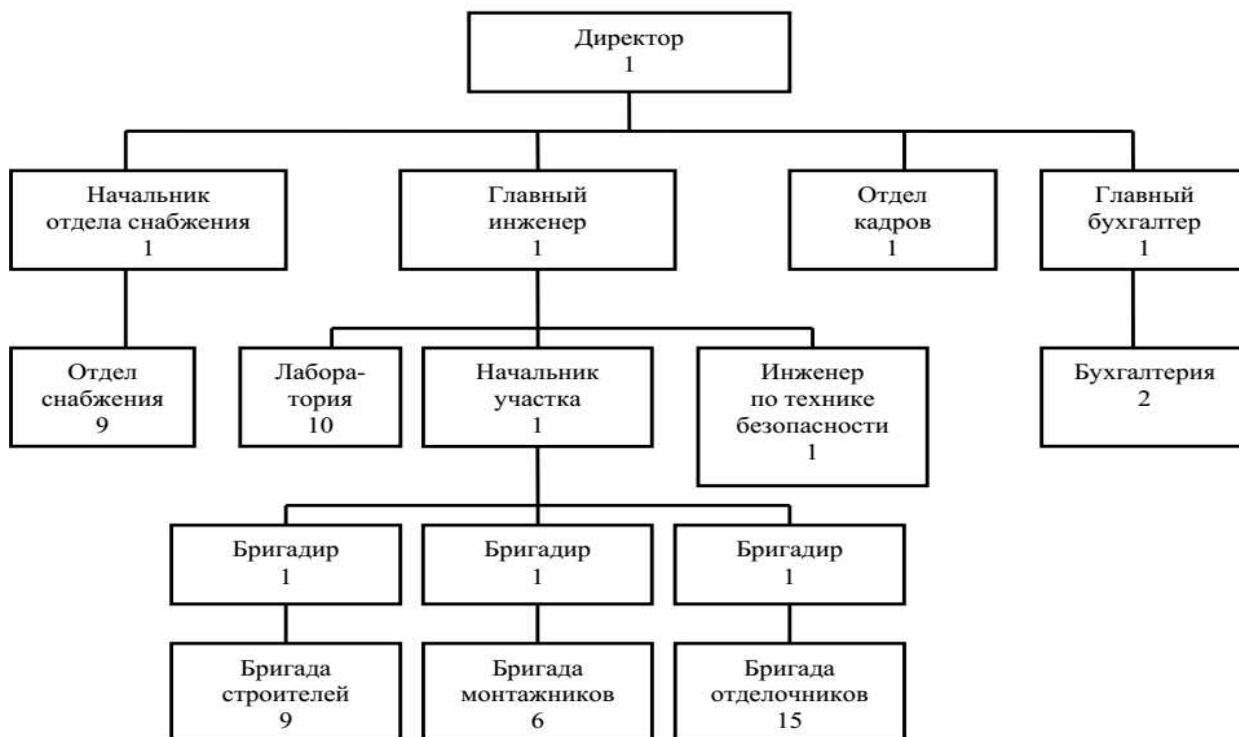 Директор
1
Начальник
отдела снабжения
1
Главный
инженер
1
Отдел
кадров
1
Главный
бухгалтер
1
Отдел
снабжения
9
Лабора-
тория
10
Начальник
участка
1
Инженер
по технике
безопасности
1
Бухгалтерия
2
Бригадир
1
Бригадир
1
Бригадир
1
Бригада
строителей
9
Бригада
монтажников
6
Бригада
отделочников
15